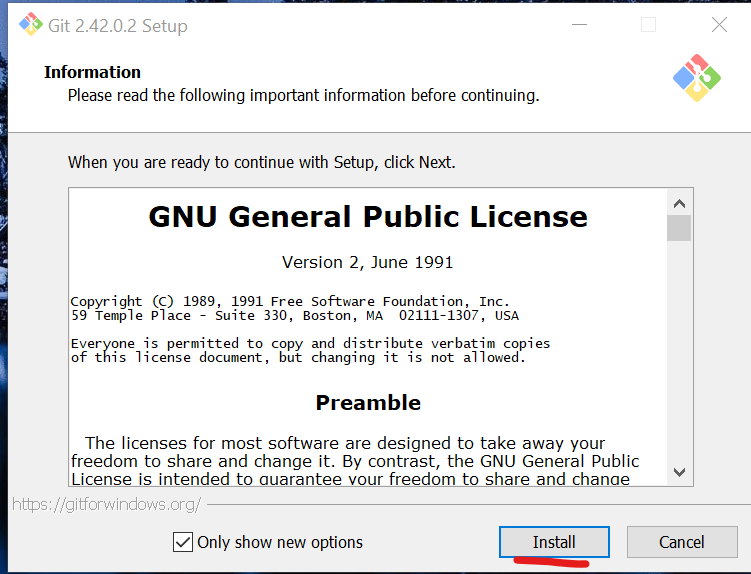 Git 2.42.0.2 Setup
Information
Please read the following important information before continuing.
When you are ready to continue with Setup, click Next.
GNU General Public License
Version 2, June 1991
Copyright (C) 1989, 1991 Free Software Foundation, Inc.
59 Temple Place - Suite 330, Boston, MA  02111-1307, USA
Everyone is permitted to copy and distribute verbatim copies
of this license document, but changing it is not allowed.
Preamble
The licenses for most software are designed to take away your
freedom to share and change it. By contrast, the GNU General Public
License is intended to guarantee your freedom to share and change
https://gitforwindows.org/
Only show new options
Install
Cancel